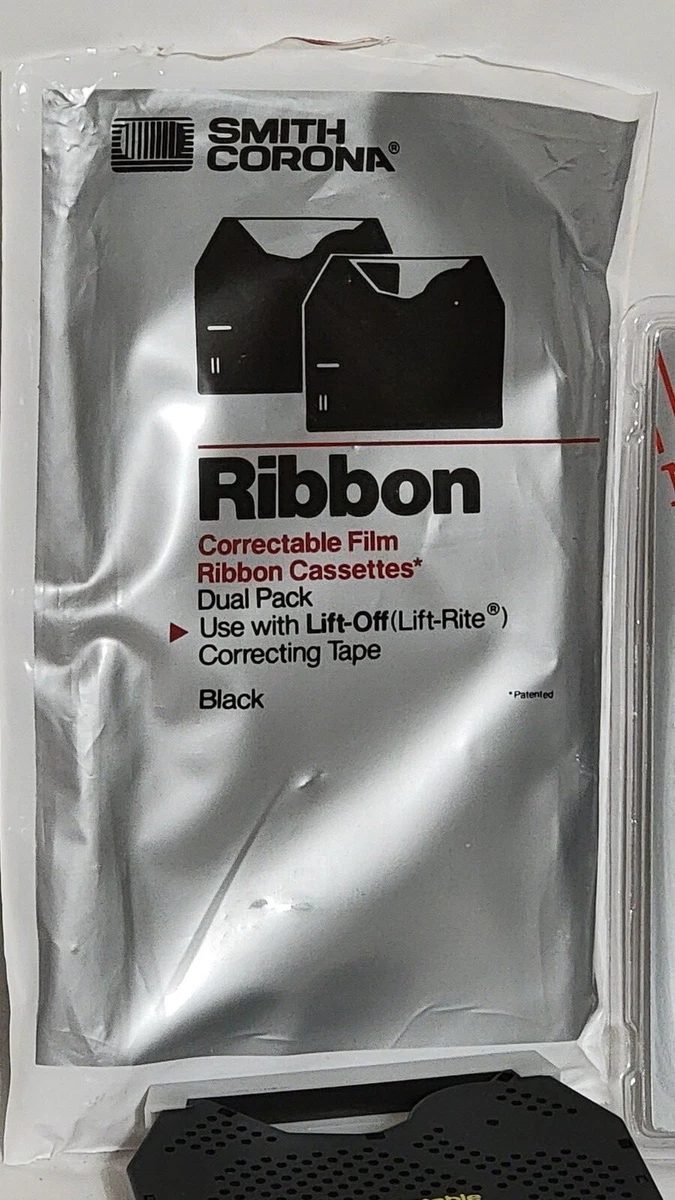 SMITH
CORONA®
Ribbon
Correctable Film
Ribbon Cassettes*
Dual Pack
Use with Lift-Off (Lift-Rite®)
Correcting Tape
Black
*Patented